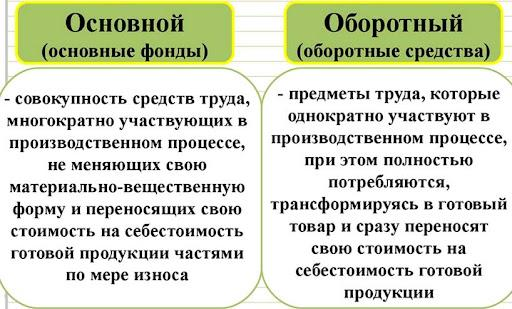 Основной
(основные фонды)
- совокупность средств труда,
многократно участвующих в
производственном процессе,
не меняющих свою
материально-вещественную
форму и переносящих свою
стоимость на себестоимость
готовой продукции частями
по мере износа
Оборотный
(оборотные средства)
- предметы труда, которые
однократно участвуют в
производственном процессе,
при этом полностью
потребляются,
трансформируясь в готовый
товар и сразу переносят
свою стоимость на
себестоимость готовой
продукции